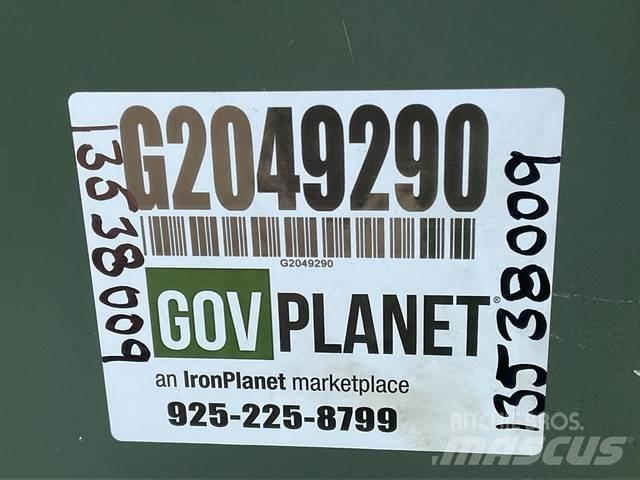 G2049290
G2049290
GOV PLANET®
an IronPlanet marketplace
925-225-8799
13538009
13538009
RITCHIE BROS.
MASCUS